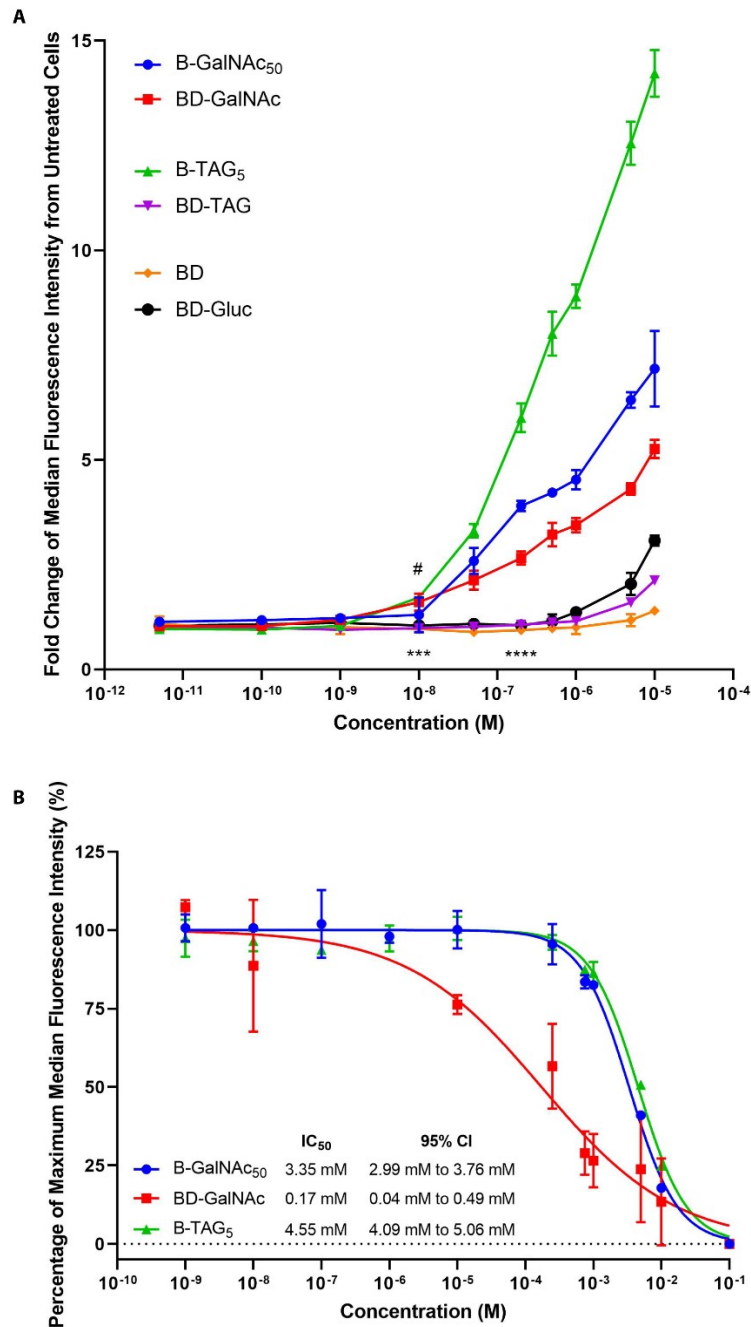 A
Fold Change of Median Fluorescence Intensity from Untreated Cells
15
10
5
0
B-GalNAc₅₀
BD-GalNAc
B-TAG₅
BD-TAG
BD
BD-Gluc
#
*** ****
10⁻¹² 10⁻¹¹ 10⁻¹⁰ 10⁻⁹ 10⁻⁸ 10⁻⁷ 10⁻⁶ 10⁻⁵ 10⁻⁴
Concentration (M)
B
Percentage of Maximum Median Fluorescence Intensity (%)
125
100
75
50
25
0
IC₅₀ 95% CI
B-GalNAc₅₀ 3.35 mM 2.99 mM to 3.76 mM
BD-GalNAc 0.17 mM 0.04 mM to 0.49 mM
B-TAG₅ 4.55 mM 4.09 mM to 5.06 mM
10⁻¹⁰ 10⁻⁹ 10⁻⁸ 10⁻⁷ 10⁻⁶ 10⁻⁵ 10⁻⁴ 10⁻³ 10⁻² 10⁻¹
Concentration (M)